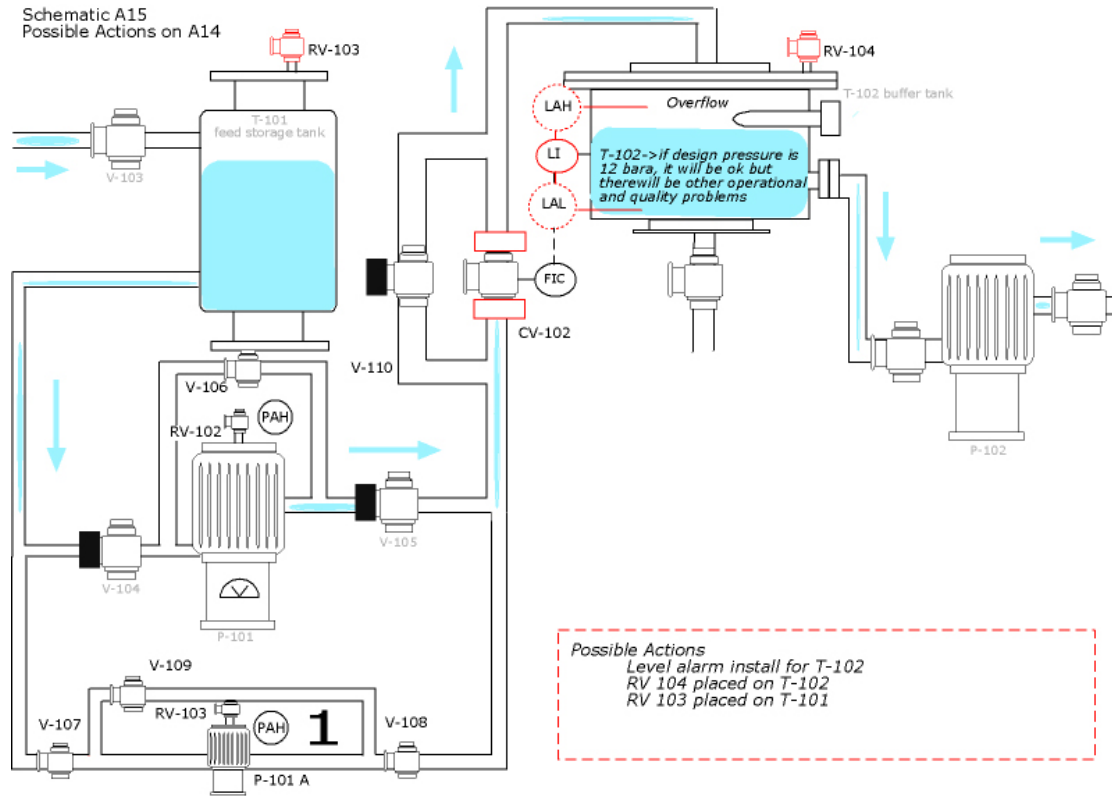 Schematic A15
Possible Actions on A14
RV-103
RV-104
T-101
feed storage tank
V-103
LAH
Overflow
T-102 buffer tank
LI
T-102->if design pressure is
12 bara, it will be ok but
therewill be other operational
and quality problems
LAL
FIC
CV-102
V-110
V-106
RV-102
PAH
V-105
V-104
P-101
P-102
V-109
RV-103
V-107
PAH
1
V-108
P-101 A
Possible Actions
Level alarm install for T-102
RV 104 placed on T-102
RV 103 placed on T-101